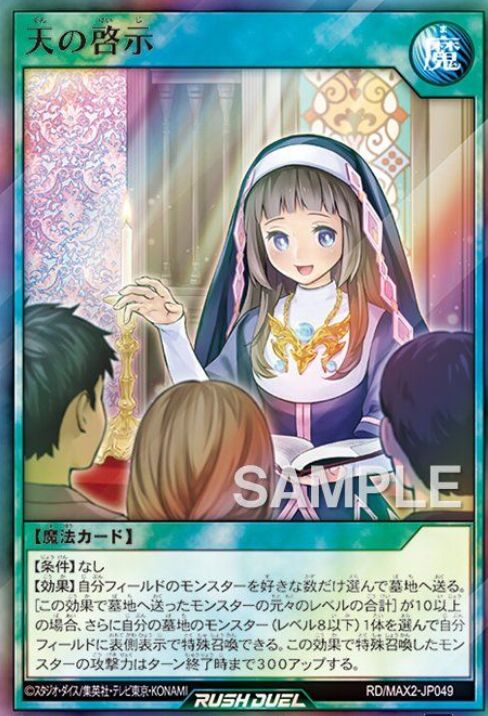 天の啓示
魔
SAMPLE
【魔法カード】
【条件】なし
【効果】自分フィールドのモンスターを好きな数だけ選んで墓地へ送る。
[この効果で墓地へ送ったモンスターの元々のレベルの合計]が10以上
の場合、さらに自分の墓地のモンスター(レベル8以下)1体を選んで自分
フィールドに表側表示で特殊召喚できる。この効果で特殊召喚したモン
スターの攻撃力はターン終了時まで300アップする。
©スタジオ・ダイス/集英社・テレビ東京・KONAMI
RUSH DUEL
RD/MAX2-JP049